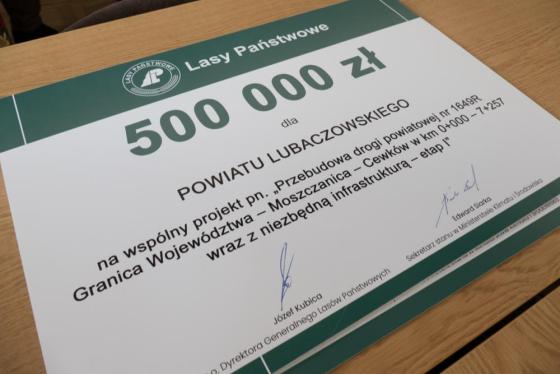 LASY PAŃSTWOWE
Lasy Państwowe
500 000 zł
dla
POWIATU LUBACZOWSKIEGO
na wspólny projekt pn. „Przebudowa drogi powiatowej nr 1649R
Granica Województwa – Moszczanica – Cewków w km 0+000 – 7+257
wraz z niezbędną infrastrukturą – etap I"
Józef Kubica
p.o. Dyrektora Generalnego Lasów Państwowych
Edward Siarka
Sekretarz stanu w Ministerstwie Klimatu i Środowiska